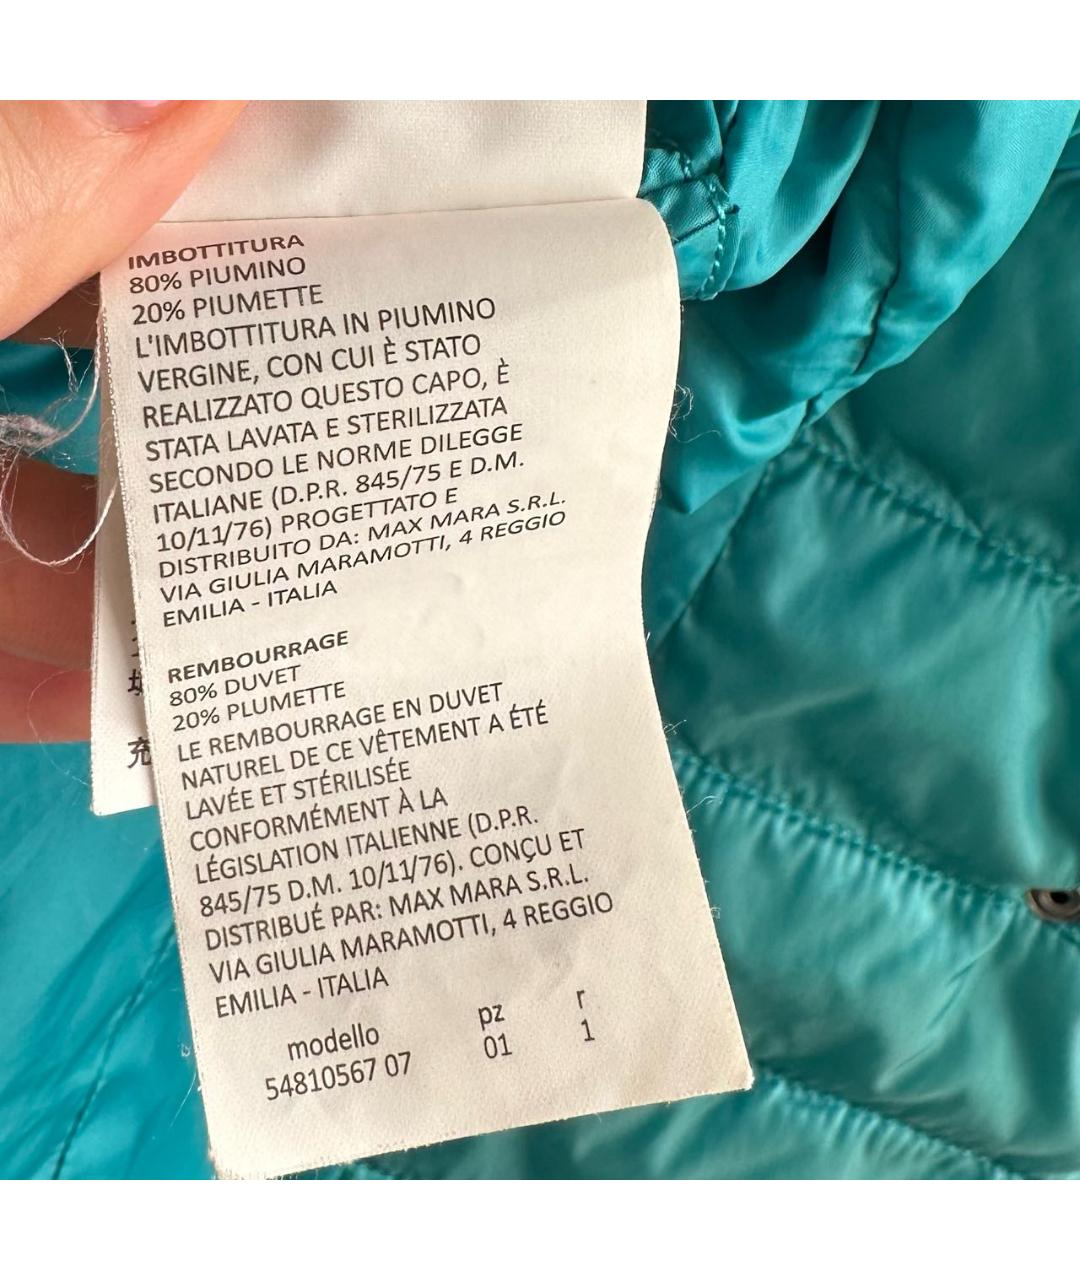 IMBOTTITURA
80% PIUMINO
20% PIUMETTE
L'IMBOTTITURA IN PIUMINO
VERGINE, CON CUI È STATO
REALIZZATO QUESTO CAPO, È
STATA LAVATA E STERILIZZATA
SECONDO LE NORME DILEGGE
ITALIANE (D.P.R. 845/75 E D.M.
10/11/76) PROGETTATO E
DISTRIBUITO DA: MAX MARA S.R.L.
VIA GIULIA MARAMOTTI, 4 REGGIO
EMILIA - ITALIA
REMBOURRAGE
80% DUVET
20% PLUMETTE
LE REMBOURRAGE EN DUVET
NATUREL DE CE VÊTEMENT A ÉTÉ
LAVÉE ET STÉRILISÉE
CONFORMÉMENT À LA
LÉGISLATION ITALIENNE (D.P.R.
845/75 D.M. 10/11/76). CONÇU ET
DISTRIBUÉ PAR: MAX MARA S.R.L.
VIA GIULIA MARAMOTTI, 4 REGGIO
EMILIA - ITALIA
modello pz r
54810567 07 01 1
充